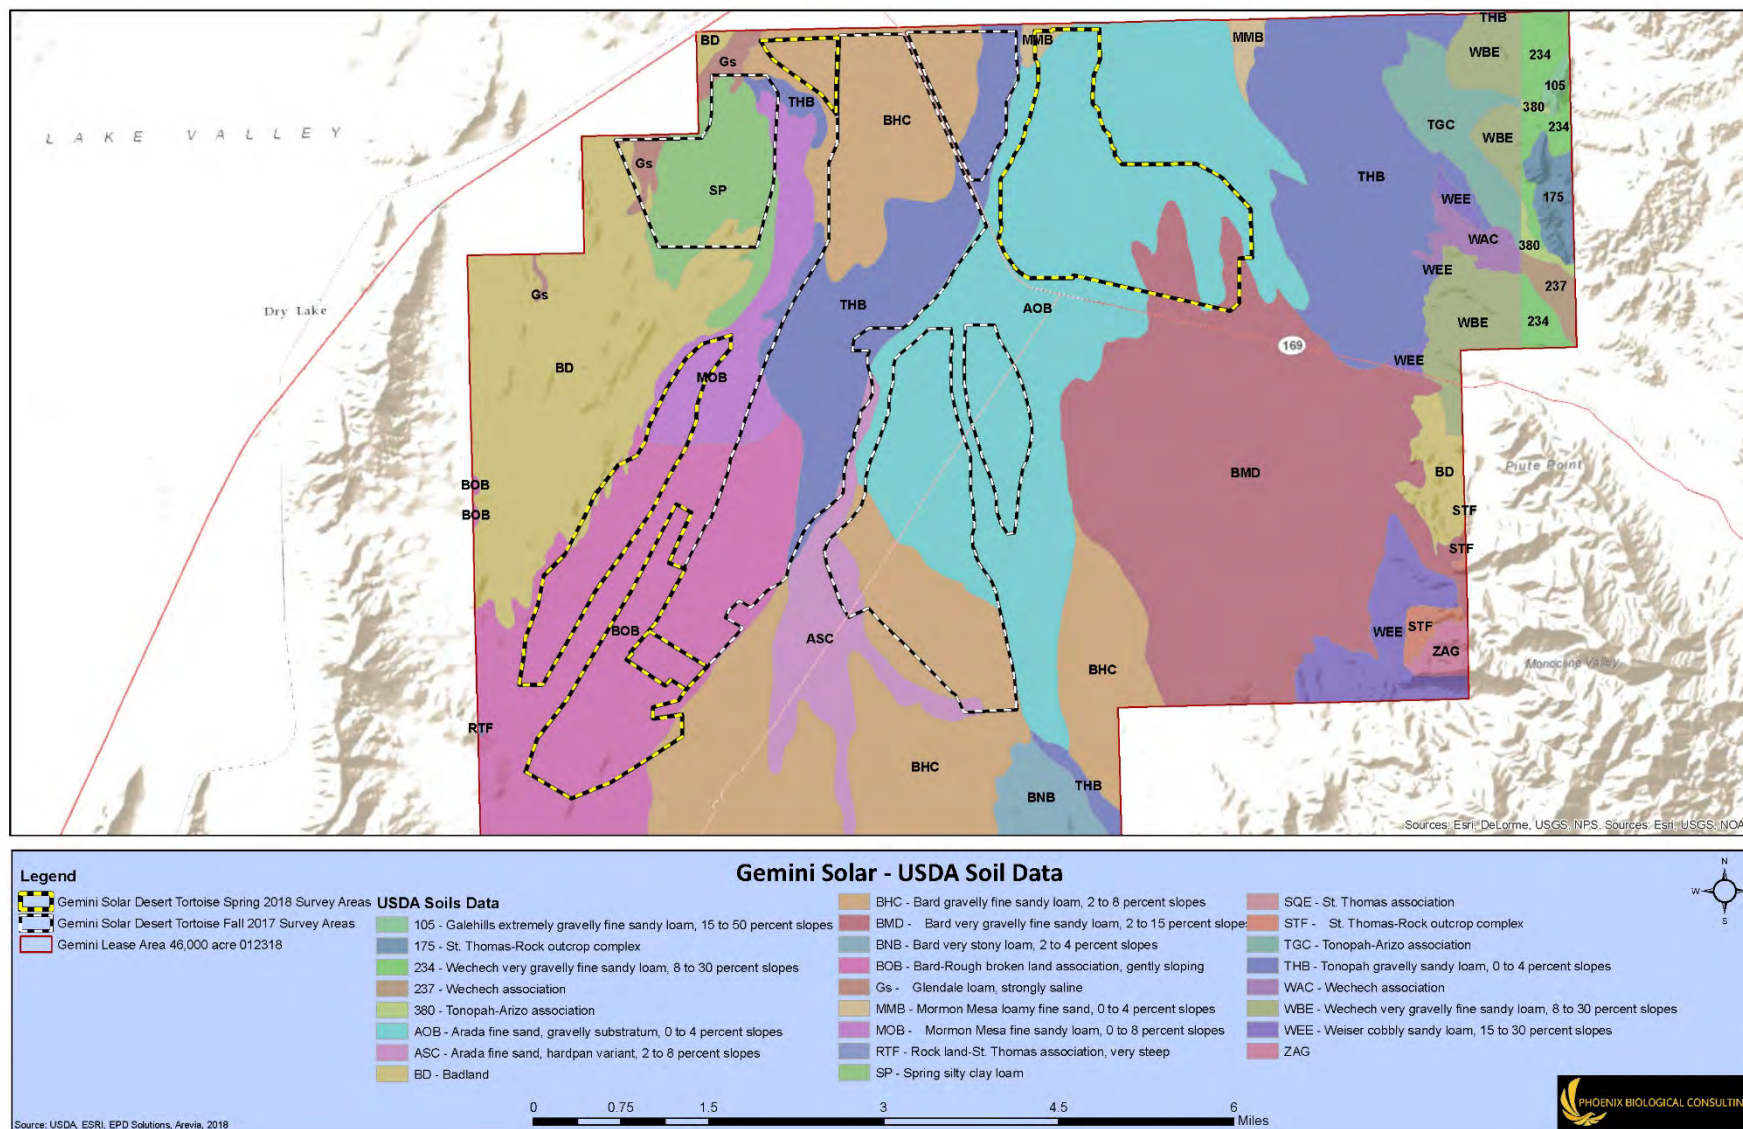 THB
BD
MMB
MMB
WBE
234
Gs
105
THB
380
BHC
TGC
234
LAKE VALLEY
WBE
Gs
SP
THB
175
WEE
WAC
380
WEE
Gs
237
Dry Lake
THB
AOB
WBE
234
169
WEE
BD
MOB
Piute Point
BMD
BD
BOB
STF
BOB
STF
BOB
ASC
WEE
STF
ZAG
Monocline Valley
BHC
RTF
BHC
THB
BNB
Sources: Esri, DeLorme, USGS, NPS, Sources: Esri, USGS, NOA
Gemini Solar - USDA Soil Data
Legend
Gemini Solar Desert Tortoise Spring 2018 Survey Areas
Gemini Solar Desert Tortoise Fall 2017 Survey Areas
Gemini Lease Area 46,000 acre 012318
USDA Soils Data
105 - Galehills extremely gravelly fine sandy loam, 15 to 50 percent slopes
175 - St. Thomas-Rock outcrop complex
234 - Wechech very gravelly fine sandy loam, 8 to 30 percent slopes
237 - Wechech association
380 - Tonopah-Arizo association
AOB - Arada fine sand, gravelly substratum, 0 to 4 percent slopes
ASC - Arada fine sand, hardpan variant, 2 to 8 percent slopes
BD - Badland
BHC - Bard gravelly fine sandy loam, 2 to 8 percent slopes
BMD - Bard very gravelly fine sandy loam, 2 to 15 percent slopes
BNB - Bard very stony loam, 2 to 4 percent slopes
BOB - Bard-Rough broken land association, gently sloping
Gs - Glendale loam, strongly saline
MMB - Mormon Mesa loamy fine sand, 0 to 4 percent slopes
MOB - Mormon Mesa fine sandy loam, 0 to 8 percent slopes
RTF - Rock land-St. Thomas association, very steep
SP - Spring silty clay loam
SQE - St. Thomas association
STF - St. Thomas-Rock outcrop complex
TGC - Tonopah-Arizo association
THB - Tonopah gravelly sandy loam, 0 to 4 percent slopes
WAC - Wechech association
WBE - Wechech very gravelly fine sandy loam, 8 to 30 percent slopes
WEE - Weiser cobbly sandy loam, 15 to 30 percent slopes
ZAG
N
W E
S
0 0.75 1.5 3 4.5 6
Miles
PHOENIX BIOLOGICAL CONSULTIN
Source: USDA, ESRI, EPD Solutions, Arevia, 2018